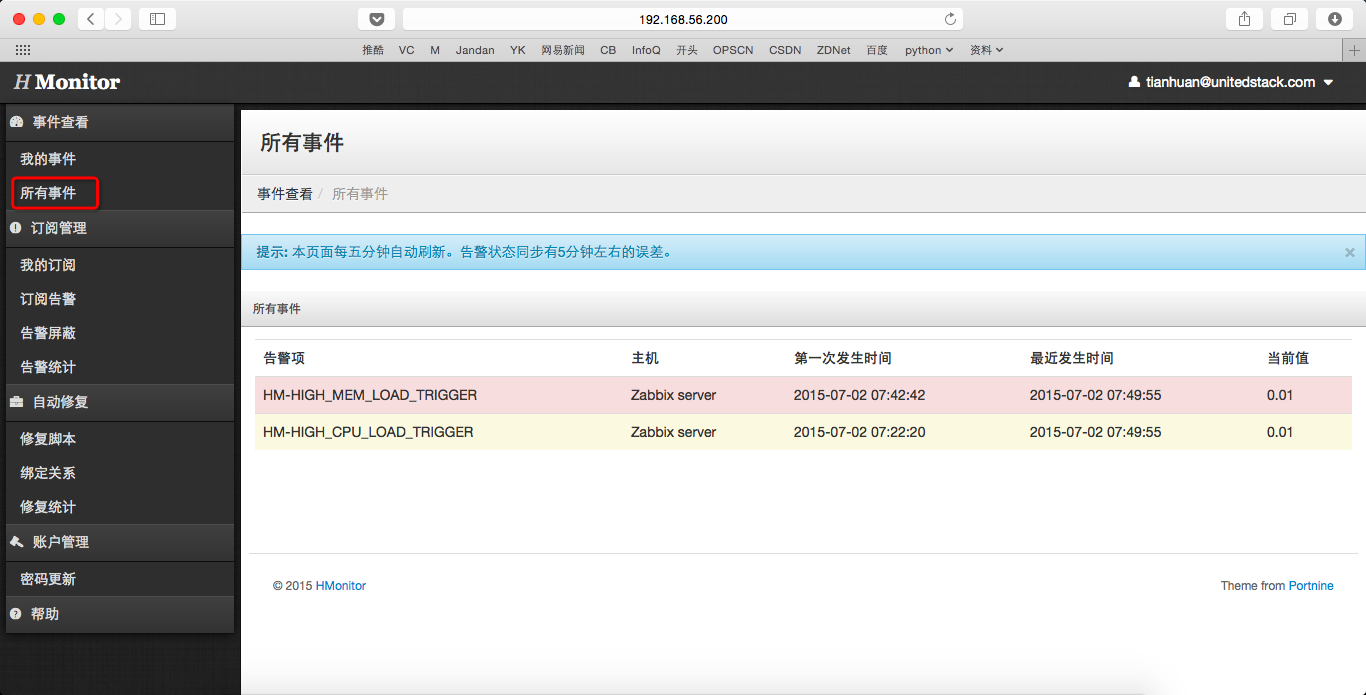 192.168.56.200
推酷 VC M Jandan YK 网易新闻 CB InfoQ 开头 OPSCN CSDN ZDNet 百度 python 资料
H Monitor
tianhuan@unitedstack.com
事件查看
我的事件
所有事件
订阅管理
我的订阅
订阅告警
告警屏蔽
告警统计
自动修复
修复脚本
绑定关系
修复统计
账户管理
密码更新
帮助
所有事件
事件查看 / 所有事件
提示: 本页面每五分钟自动刷新。告警状态同步有5分钟左右的误差。 ×
所有事件
告警项 主机 第一次发生时间 最近发生时间 当前值
HM-HIGH_MEM_LOAD_TRIGGER Zabbix server 2015-07-02 07:42:42 2015-07-02 07:49:55 0.01
HM-HIGH_CPU_LOAD_TRIGGER Zabbix server 2015-07-02 07:22:20 2015-07-02 07:49:55 0.01
© 2015 HMonitor Theme from Portnine